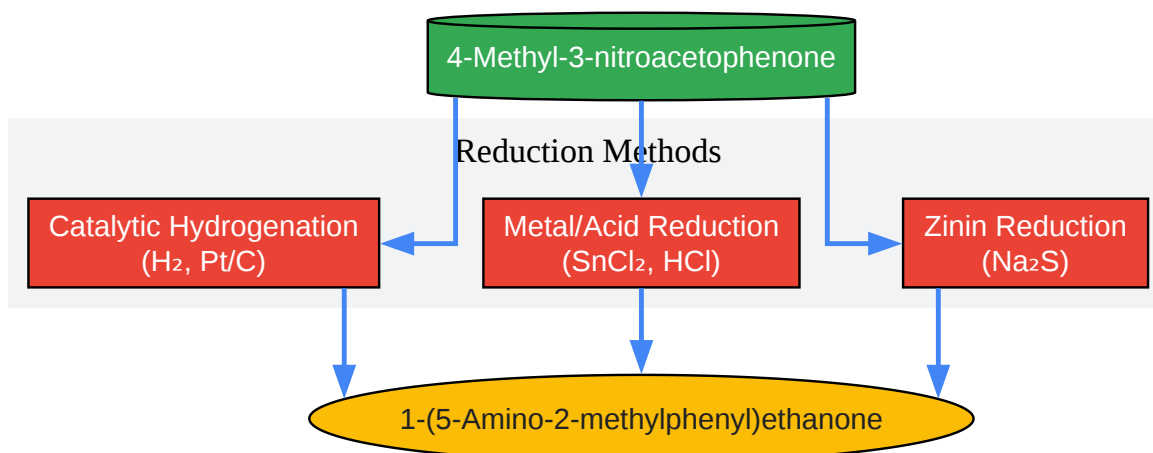 4-Methyl-3-nitroacetophenone
Reduction Methods
Catalytic Hydrogenation
(H₂, Pt/C)
Metal/Acid Reduction
(SnCl₂, HCl)
Zinin Reduction
(Na₂S)
1-(5-Amino-2-methylphenyl)ethanone